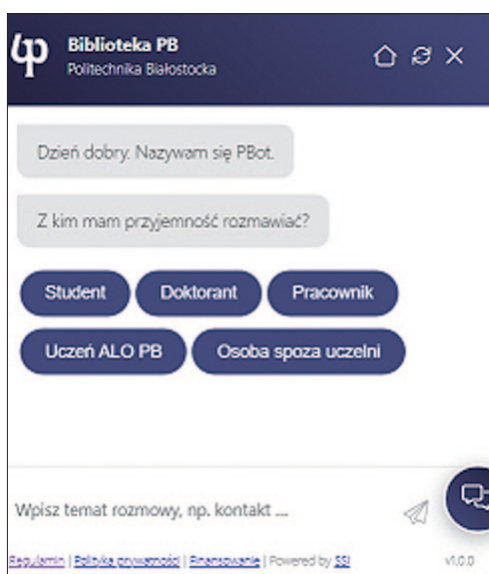 Biblioteka PB
Politechnika Białostocka
Dzień dobry. Nazywam się PBot.
Z kim mam przyjemność rozmawiać?
Student Doktorant Pracownik
Uczeń ALO PB Osoba spoza uczelni
Wpisz temat rozmowy, np. kontakt ....
Regulamin | Polityka prywatności | Finansowanie | Powered by SSI v1.0.0